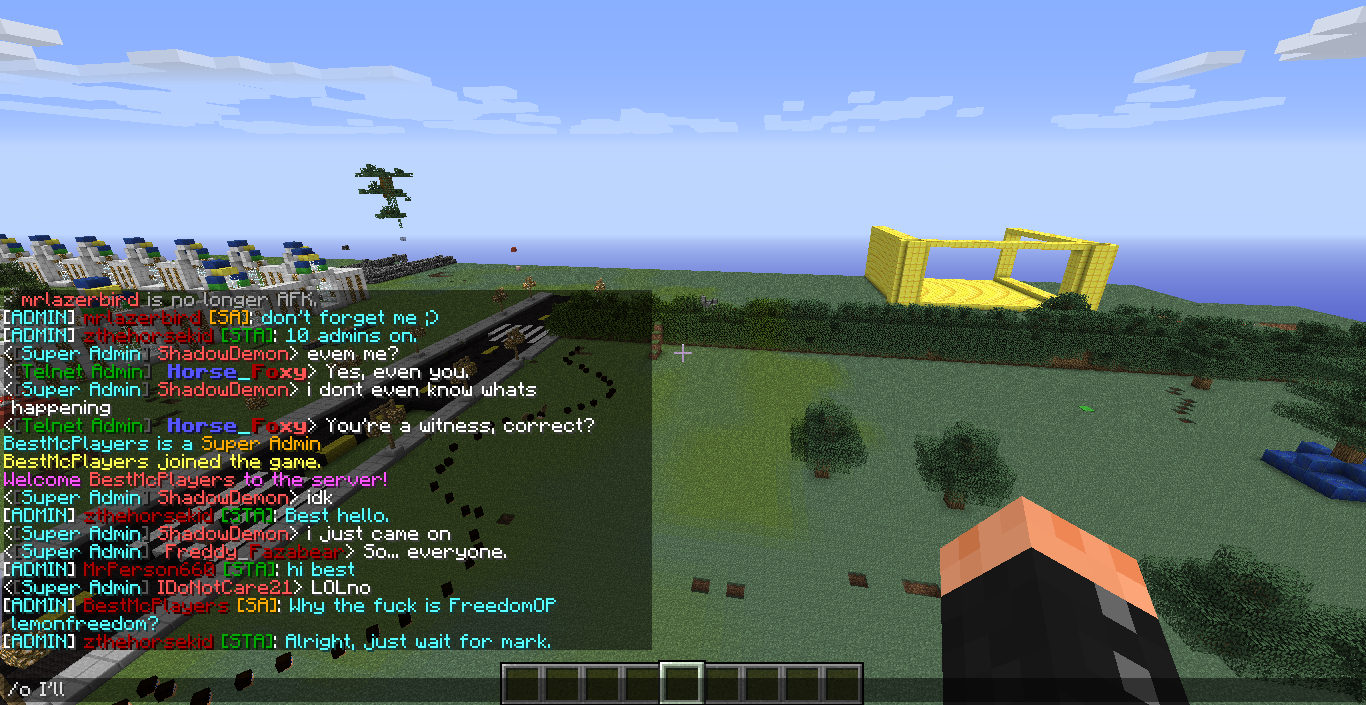 * mrlazerbird is no longer AFK.
[ADMIN] mrlazerbird [SA]: don't forget me ;)
[ADMIN] zthehorsekid [STA]: 10 admins on.
<[Super Admin] ShadowDemon> evem me?
<[Telnet Admin] Horse_Foxy> Yes, even you.
<[Super Admin] ShadowDemon> i dont even know whats
happening
<[Telnet Admin] Horse_Foxy> You're a witness, correct?
BestMcPlayers is a Super Admin
BestMcPlayers joined the game.
Welcome BestMcPlayers to the server!
<[Super Admin] ShadowDemon> idk
[ADMIN] zthehorsekid [STA]: Best hello.
<[Super Admin] ShadowDemon> i just came on
<[Super Admin] Freddy_Fazabear> So... everyone.
[ADMIN] MrPerson660 [STA]: hi best
<[Super Admin] IDoNotCare21> LOLno
[ADMIN] BestMcPlayers [SA]: Why the fuck is FreedomOP
lemonfreedom?
[ADMIN] zthehorsekid [STA]: Alright, just wait for mark.
/o I'll